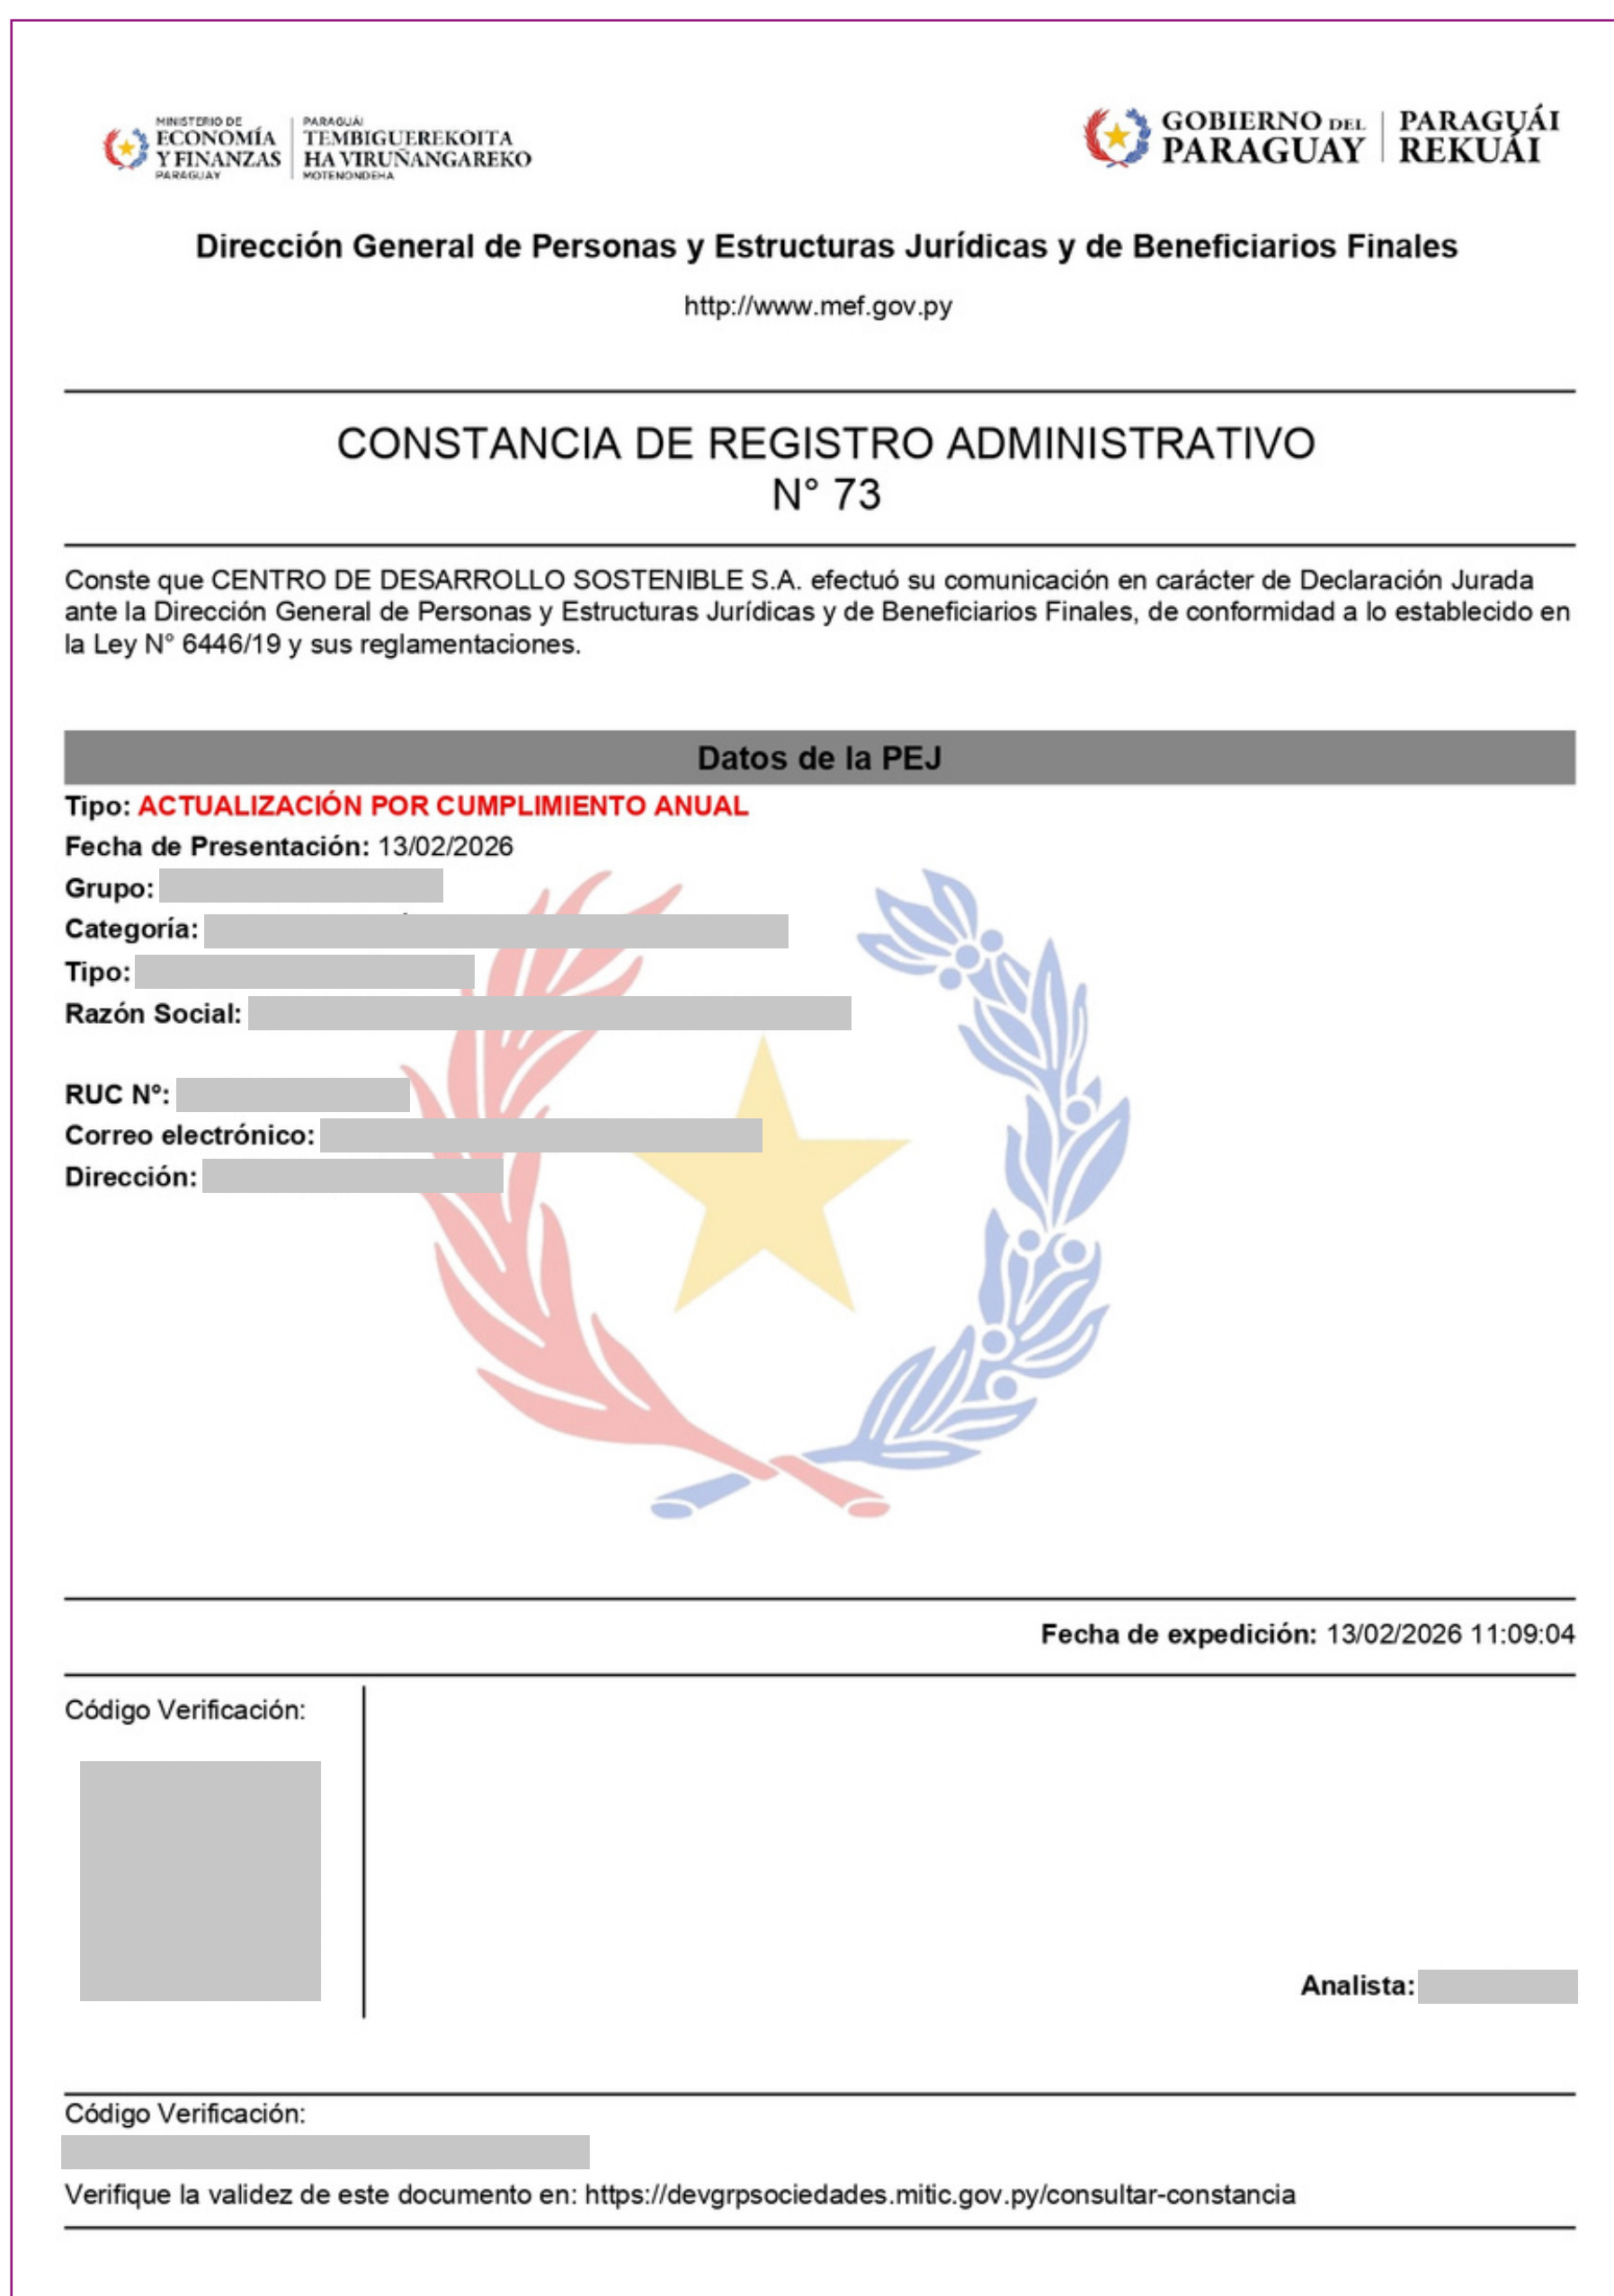 MINISTERIO DE
ECONOMÍA
Y FINANZAS
PARAGUAY
PARAGUÁI
TEMBIGUEREKOITA
HA VIRUÑANGAREKO
MOTENONDEHA
GOBIERNO DEL
PARAGUAY
PARAGUÁI
REKUÁI
Dirección General de Personas y Estructuras Jurídicas y de Beneficiarios Finales
http://www.mef.gov.py
CONSTANCIA DE REGISTRO ADMINISTRATIVO
N° 73
Conste que CENTRO DE DESARROLLO SOSTENIBLE S.A. efectuó su comunicación en carácter de Declaración Jurada
ante la Dirección General de Personas y Estructuras Jurídicas y de Beneficiarios Finales, de conformidad a lo establecido en
la Ley N° 6446/19 y sus reglamentaciones.
Datos de la PEJ
Tipo: ACTUALIZACIÓN POR CUMPLIMIENTO ANUAL
Fecha de Presentación: 13/02/2026
Grupo:
Categoría:
Tipo:
Razón Social:
RUC Nº:
Correo electrónico:
Dirección:
Fecha de expedición: 13/02/2026 11:09:04
Código Verificación:
Analista:
Código Verificación:
Verifique la validez de este documento en: https://devgrpsociedades.mitic.gov.py/consultar-constancia